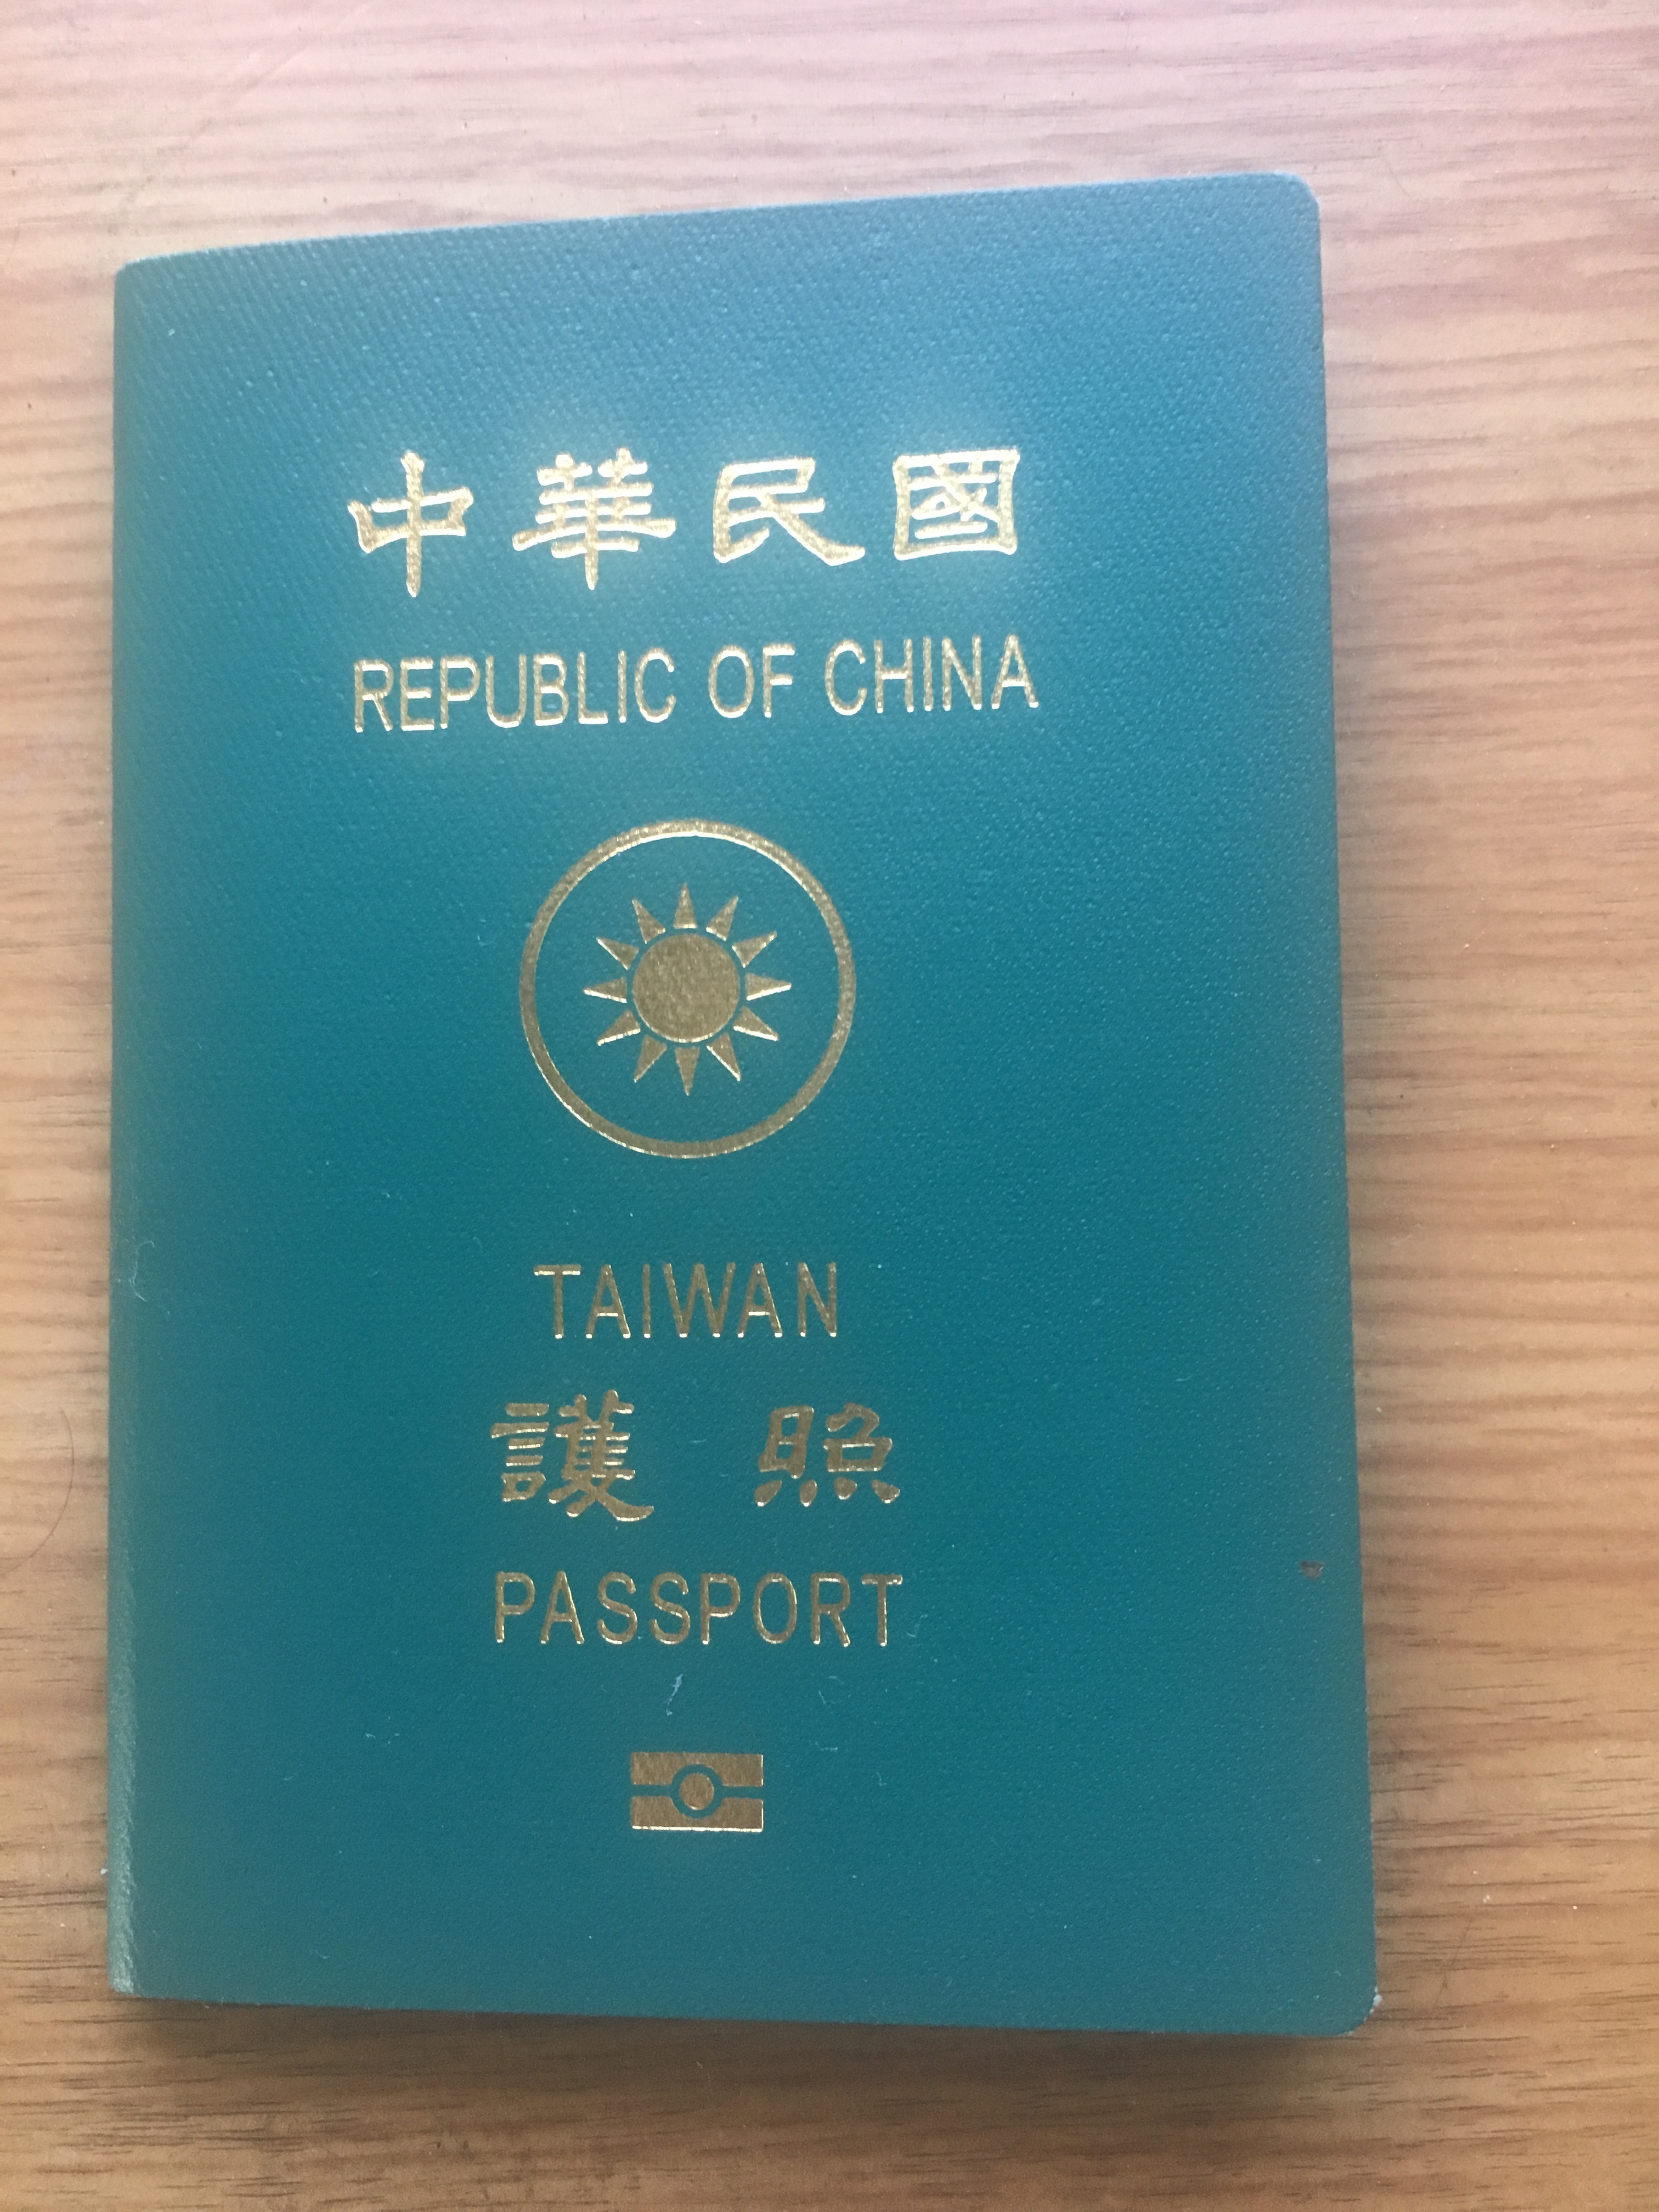 中華民國
REPUBLIC OF CHINA
TAIWAN
護照
PASSPORT